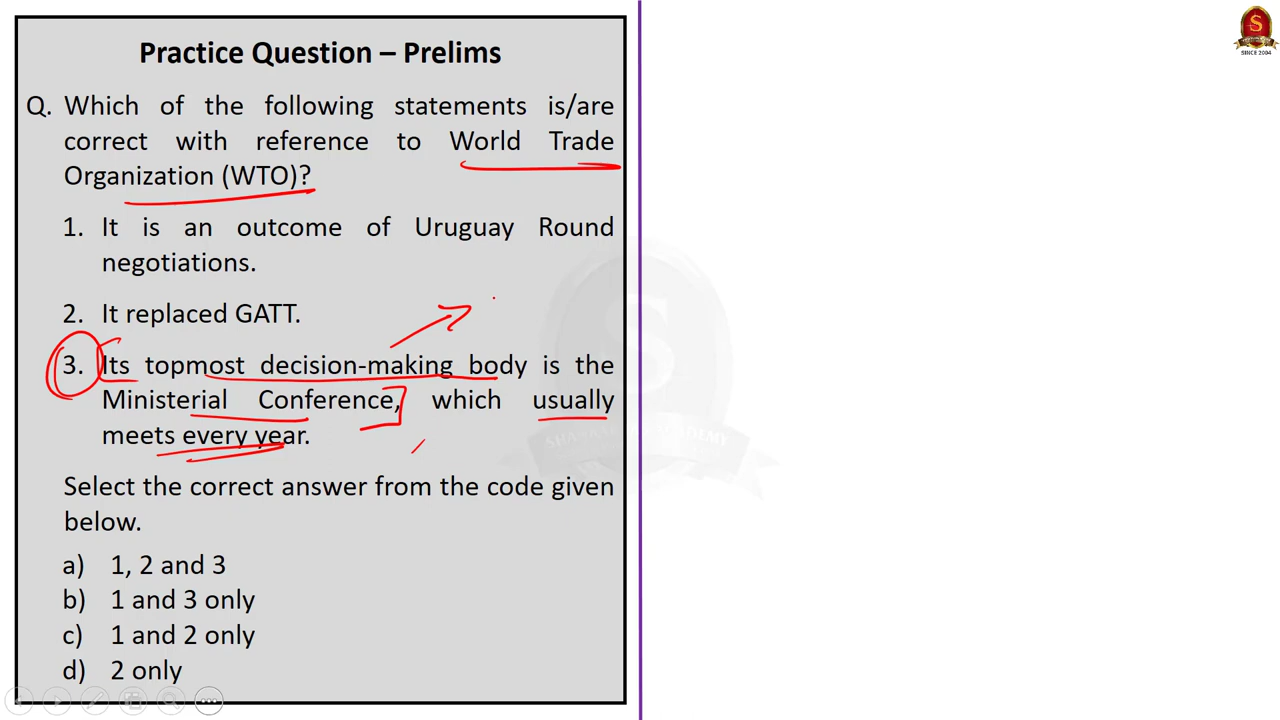 Practice Question – Prelims
Q. Which of the following statements is/are
correct with reference to World Trade
Organization (WTO)?
1. It is an outcome of Uruguay Round
negotiations.
2. It replaced GATT.
3. Its topmost decision-making body is the
Ministerial Conference, which usually
meets every year.
Select the correct answer from the code given
below.
a) 1, 2 and 3
b) 1 and 3 only
c) 1 and 2 only
d) 2 only
S
SINCE 2004